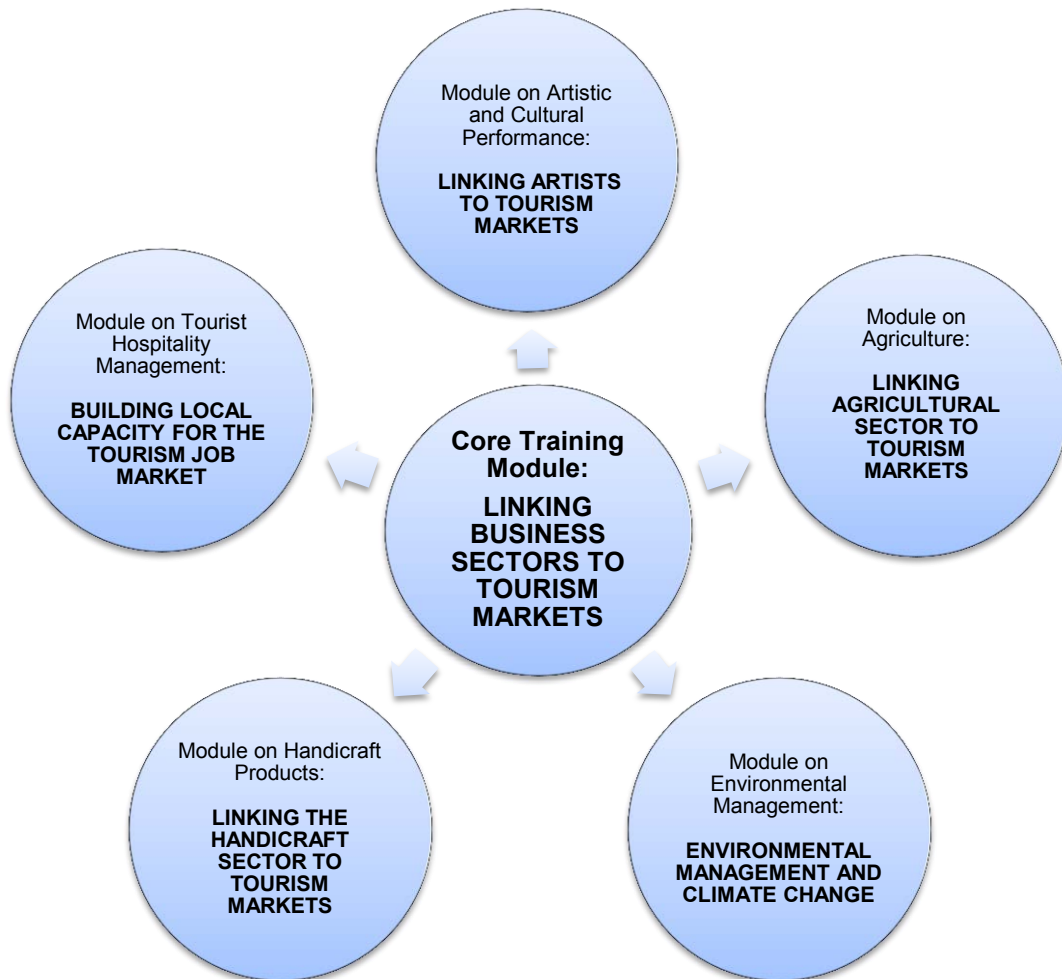 Module on Artistic
and Cultural
Performance:
LINKING ARTISTS
TO TOURISM
MARKETS
Module on Tourist
Hospitality
Management:
BUILDING LOCAL
CAPACITY FOR THE
TOURISM JOB
MARKET
Module on
Agriculture:
LINKING
AGRICULTURAL
SECTOR TO
TOURISM
MARKETS
Core Training
Module:
LINKING
BUSINESS
SECTORS TO
TOURISM
MARKETS
Module on Handicraft
Products:
LINKING THE
HANDICRAFT
SECTOR TO
TOURISM
MARKETS
Module on
Environmental
Management:
ENVIRONMENTAL
MANAGEMENT AND
CLIMATE CHANGE